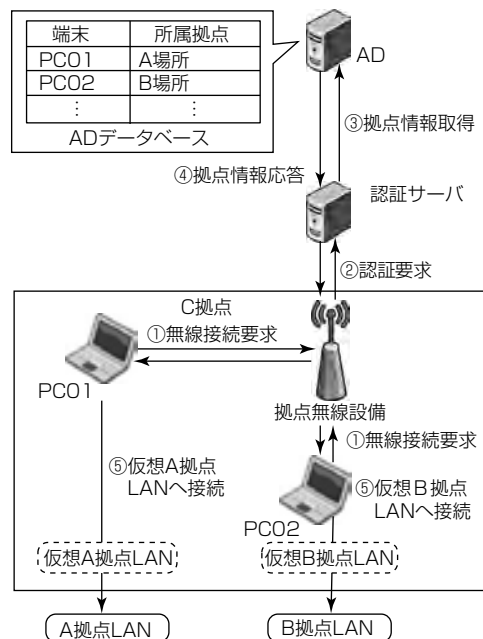 端末 所属拠点
PC01 A場所
PC02 B場所
⋮ ⋮
ADデータベース
AD
③拠点情報取得
④拠点情報応答
認証サーバ
②認証要求
C拠点
①無線接続要求
PC01
拠点無線設備
①無線接続要求
⑤仮想A拠点
LANへ接続
⑤仮想B拠点
LANへ接続
PC02
仮想A拠点LAN
仮想B拠点LAN
A拠点LAN
B拠点LAN